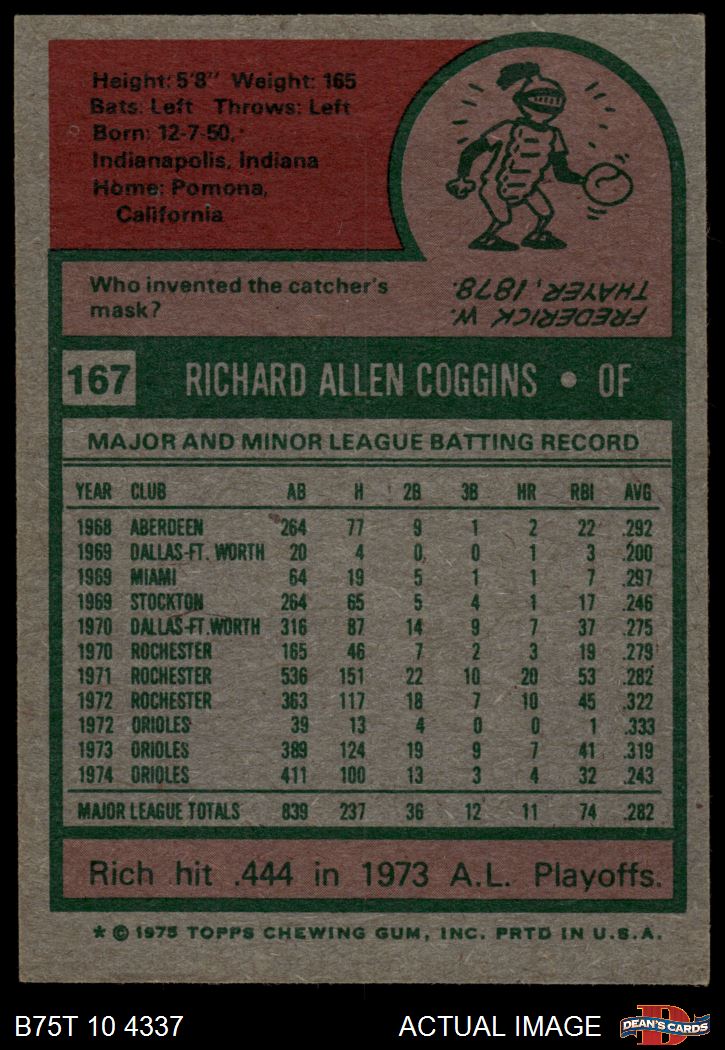 Height: 5'8" Weight: 165
Bats: Left Throws: Left
Born: 12-7-50,
Indianapolis, Indiana
Home: Pomona,
California
Who invented the catcher's
mask?
FREDERICK W.
THAYER, 1878.
167 RICHARD ALLEN COGGINS • OF
MAJOR AND MINOR LEAGUE BATTING RECORD
YEAR CLUB AB H 2B 3B HR RBI AVG
1968 ABERDEEN 264 77 9 1 2 22 .292
1969 DALLAS-FT. WORTH 20 4 0 0 1 3 .200
1969 MIAMI 64 19 5 1 1 7 .297
1969 STOCKTON 264 65 5 4 1 17 .246
1970 DALLAS-FT.WORTH 316 87 14 9 7 37 .275
1970 ROCHESTER 165 46 7 2 3 19 .279
1971 ROCHESTER 536 151 22 10 20 53 .282
1972 ROCHESTER 363 117 18 7 10 45 .322
1972 ORIOLES 39 13 4 0 0 1 .333
1973 ORIOLES 389 124 19 9 7 41 .319
1974 ORIOLES 411 100 13 3 4 32 .243
MAJOR LEAGUE TOTALS 839 237 36 12 11 74 .282
Rich hit .444 in 1973 A.L. Playoffs.
* © 1975 TOPPS CHEWING GUM, INC. PRTD IN U.S.A.
B75T 10 4337 ACTUAL IMAGE D DEAN'S CARDS